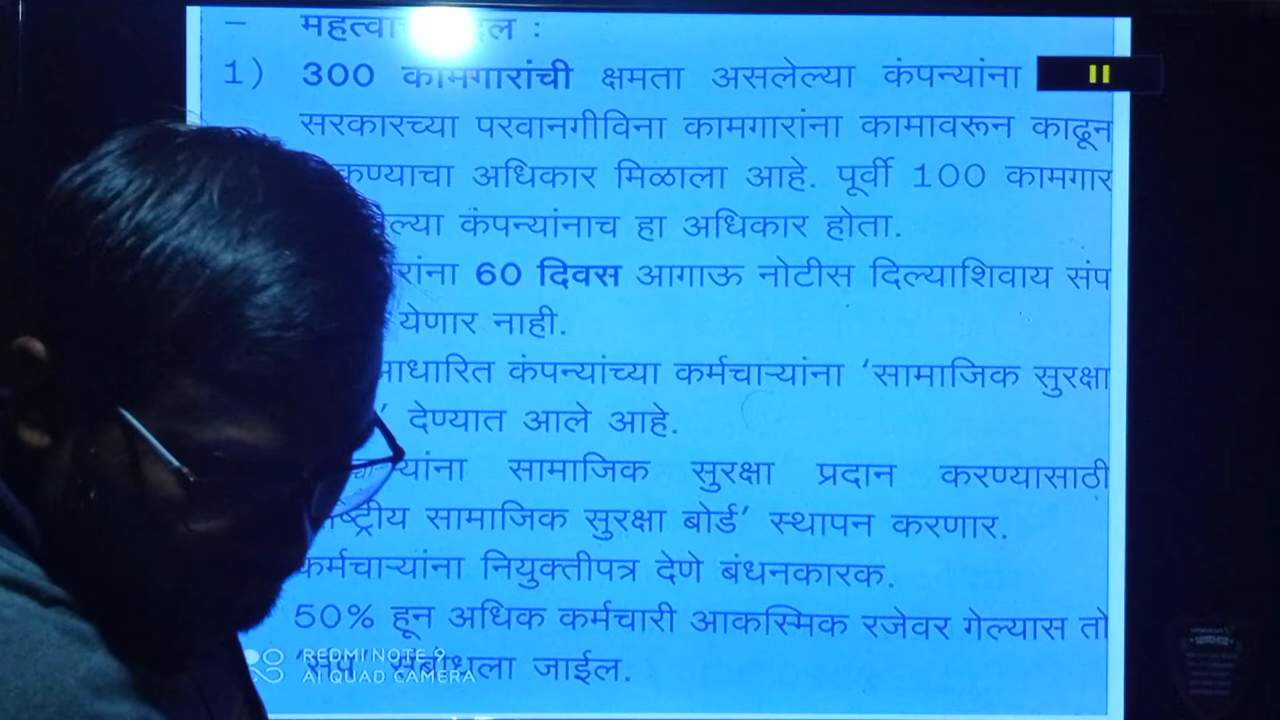 – महत्वा ल :
1) 300 कामगारांची क्षमता असलेल्या कंपन्यांना
सरकारच्या परवानगीविना कामगारांना कामावरून काढून
कण्याचा अधिकार मिळाला आहे. पूर्वी 100 कामगार
ल्या कंपन्यांनाच हा अधिकार होता.
रांना 60 दिवस आगाऊ नोटीस दिल्याशिवाय संप
येणार नाही.
माधारित कंपन्यांच्या कर्मचाऱ्यांना ‘सामाजिक सुरक्षा
’ देण्यात आले आहे.
चाऱ्यांना सामाजिक सुरक्षा प्रदान करण्यासाठी
राष्ट्रीय सामाजिक सुरक्षा बोर्ड’ स्थापन करणार.
कर्मचाऱ्यांना नियुक्तीपत्र देणे बंधनकारक.
50% हून अधिक कर्मचारी आकस्मिक रजेवर गेल्यास तो
‘संप’ संबोधला जाईल.
REDMI NOTE 9
AI QUAD CAMERA